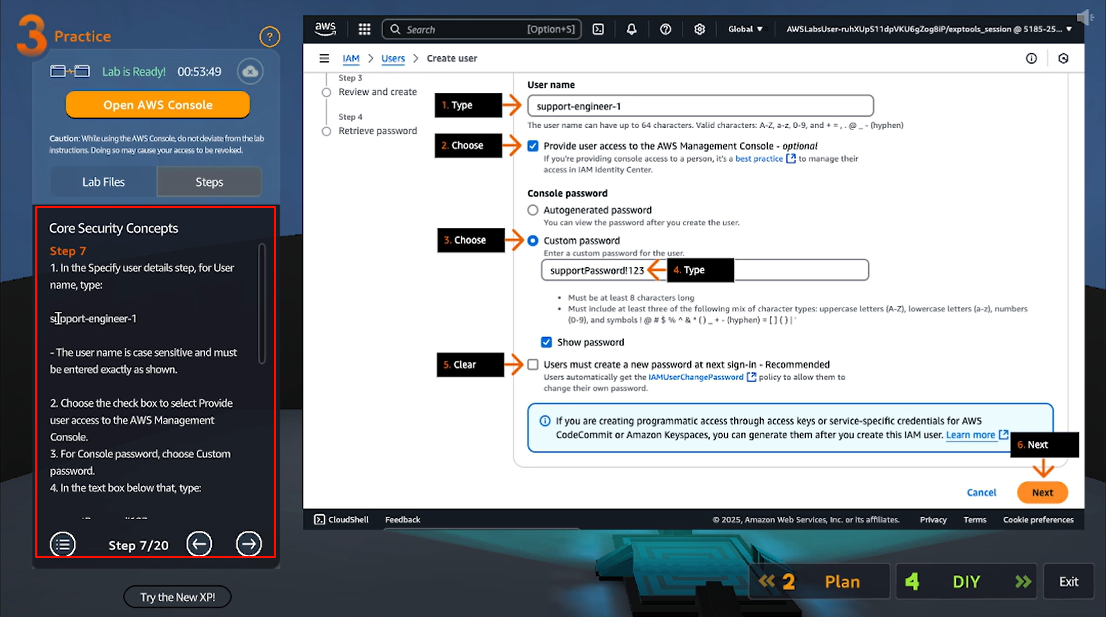 3 Practice
?
Lab is Ready! 00:53:49
Open AWS Console
Caution: While using the AWS Console, do not deviate from the lab
instructions. Doing so may cause your access to be revoked.
Lab Files
Steps
Core Security Concepts
Step 7
1. In the Specify user details step, for User
name, type:
support-engineer-1
- The user name is case sensitive and must
be entered exactly as shown.
2. Choose the check box to select Provide
user access to the AWS Management
Console.
3. For Console password, choose Custom
password.
4. In the text box below that, type:
Step 7/20
Try the New XP!
aws
Search
[Option+S]
Global
AWSLabsUser-ruhXUpS11dpVKU6gZog8iP/exptools_session @ 5185-25...
IAM > Users > Create user
Step 3
Review and create
Step 4
Retrieve password
User name
1. Type
support-engineer-1
The user name can have up to 64 characters. Valid characters: A-Z, a-z, 0-9, and + = , . @ _ - (hyphen)
2. Choose
Provide user access to the AWS Management Console - optional
If you're providing console access to a person, it's a best practice to manage their
access in IAM Identity Center.
Console password
Autogenerated password
You can view the password after you create the user.
3. Choose
Custom password
Enter a custom password for the user.
supportPassword!123
4. Type
• Must be at least 8 characters long
• Must include at least three of the following mix of character types: uppercase letters (A-Z), lowercase letters (a-z), numbers
(0-9), and symbols ! @ # $ % ^ & * ( ) _ + - (hyphen) = [ ] { } | '
Show password
5. Clear
Users must create a new password at next sign-in - Recommended
Users automatically get the IAMUserChangePassword policy to allow them to
change their own password.
If you are creating programmatic access through access keys or service-specific credentials for AWS
CodeCommit or Amazon Keyspaces, you can generate them after you create this IAM user. Learn more
6. Next
Cancel
Next
CloudShell
Feedback
© 2025, Amazon Web Services, Inc. or its affiliates.
Privacy
Terms
Cookie preferences
2 Plan
4 DIY
Exit